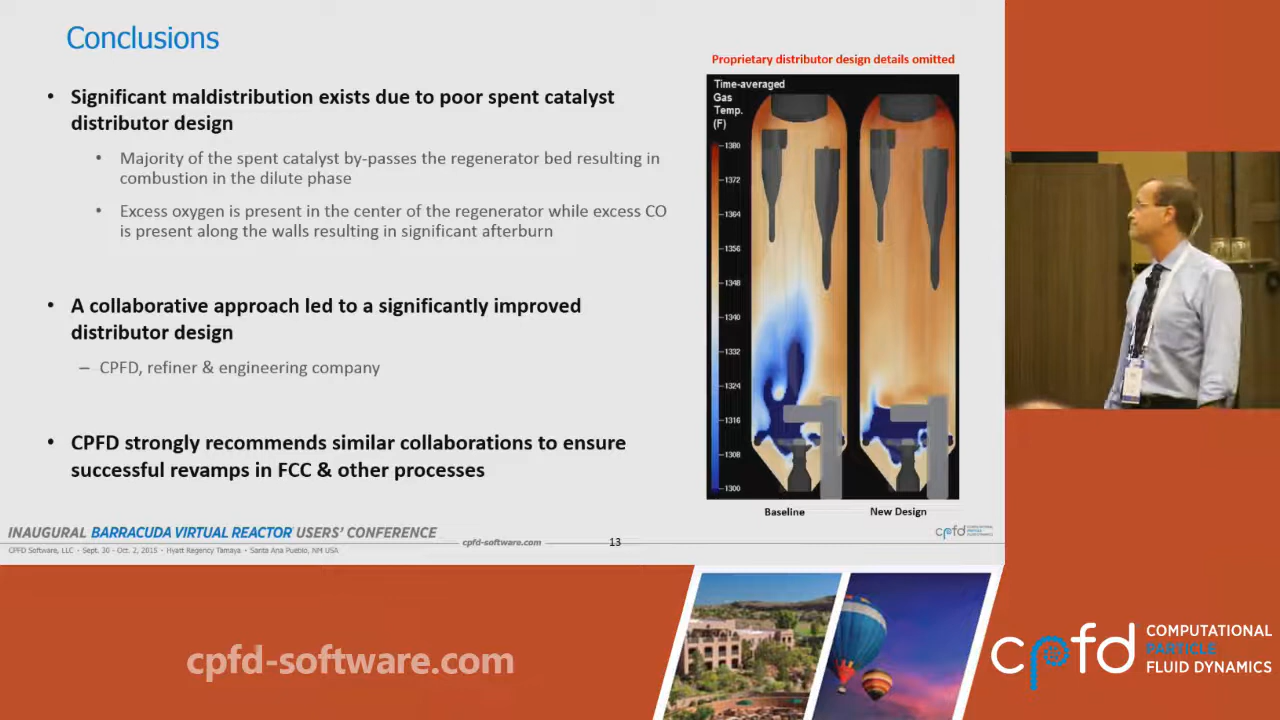 Conclusions
Proprietary distributor design details omitted
• Significant maldistribution exists due to poor spent catalyst
distributor design
• Majority of the spent catalyst by-passes the regenerator bed resulting in
combustion in the dilute phase
• Excess oxygen is present in the center of the regenerator while excess CO
is present along the walls resulting in significant afterburn
• A collaborative approach led to a significantly improved
distributor design
– CPFD, refiner & engineering company
• CPFD strongly recommends similar collaborations to ensure
successful revamps in FCC & other processes
Time-averaged
Gas
Temp.
(F)
1380
1372
1364
1356
1348
1340
1332
1324
1316
1308
1300
Baseline
New Design
INAUGRAL BARRACUDA VIRTUAL REACTOR USERS' CONFERENCE
CPFD Software, LLC • Sept. 30 - Oct. 2, 2015 • Hyatt Regency Tamaya • Santa Ana Pueblo, NM USA
cpfd-software.com
13
cpfd
COMPUTATIONAL
PARTICLE
FLUID DYNAMICS
cpfd-software.com
cpfd
COMPUTATIONAL
PARTICLE
FLUID DYNAMICS